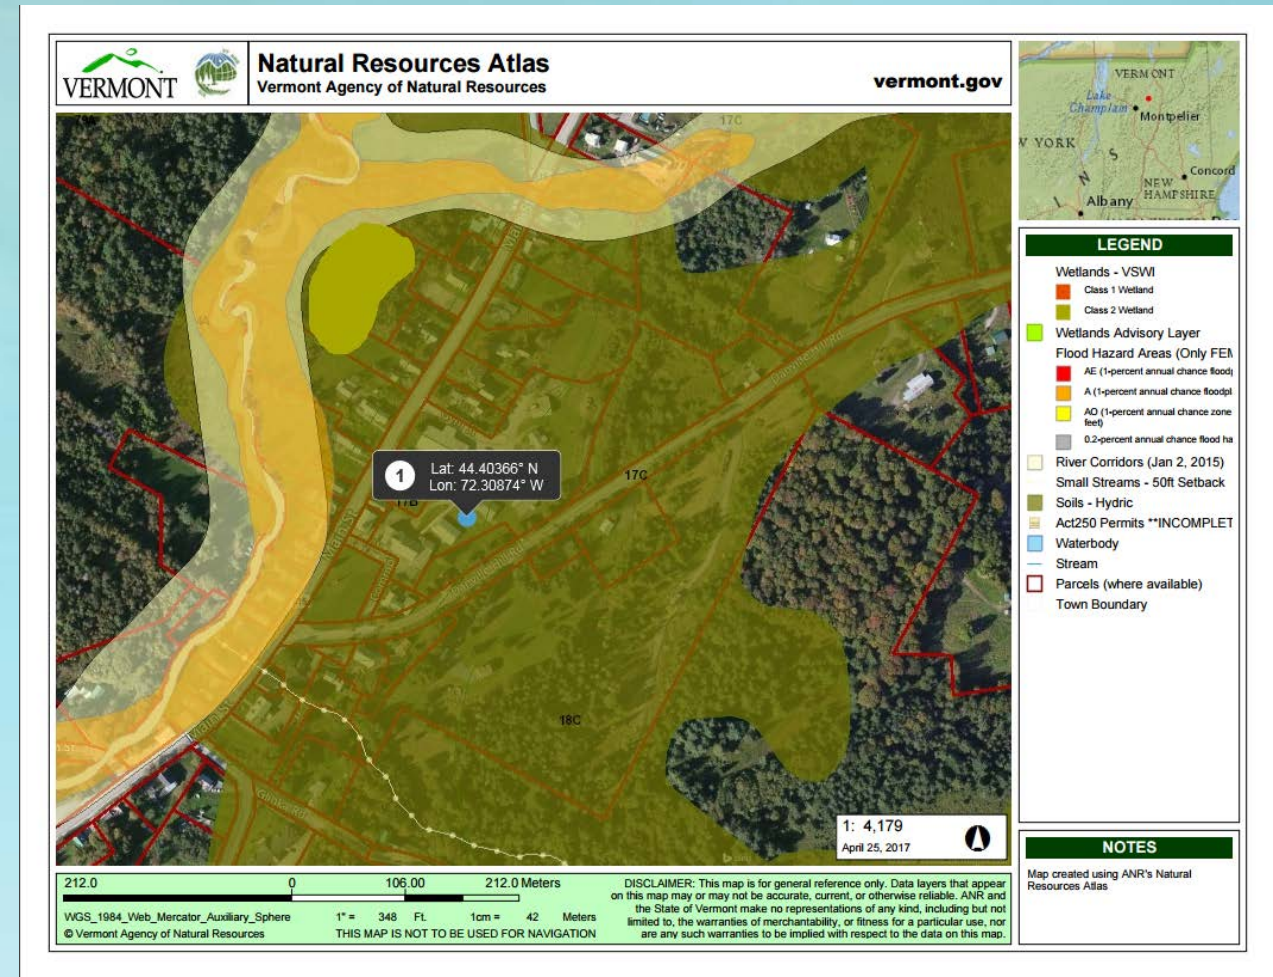 VERMONT
Natural Resources Atlas
Vermont Agency of Natural Resources
vermont.gov
VERMONT
Lake
Champlain
Montpelier
W YORK
Concord
NEW
HAMPSHIRE
Albany
17C
1
Lat: 44.40366° N
Lon: 72.30874° W
17B
17C
18C
Main St
Main St
1: 4,179
April 25, 2017
LEGEND
Wetlands - VSWI
Class 1 Wetland
Class 2 Wetland
Wetlands Advisory Layer
Flood Hazard Areas (Only FEM
AE (1-percent annual chance floodp
A (1-percent annual chance floodpl
AO (1-percent annual chance zone
feet)
0.2-percent annual chance flood ha
River Corridors (Jan 2, 2015)
Small Streams - 50ft Setback
Soils - Hydric
Act250 Permits **INCOMPLET
Waterbody
Stream
Parcels (where available)
Town Boundary
NOTES
Map created using ANR's Natural
Resources Atlas
212.0 0 106.00 212.0 Meters
WGS_1984_Web_Mercator_Auxiliary_Sphere 1" = 348 Ft. 1cm = 42 Meters
© Vermont Agency of Natural Resources THIS MAP IS NOT TO BE USED FOR NAVIGATION
DISCLAIMER: This map is for general reference only. Data layers that appear
on this map may or may not be accurate, current, or otherwise reliable. ANR and
the State of Vermont make no representations of any kind, including but not
limited to, the warranties of merchantability, or fitness for a particular use, nor
are any such warranties to be implied with respect to the data on this map.